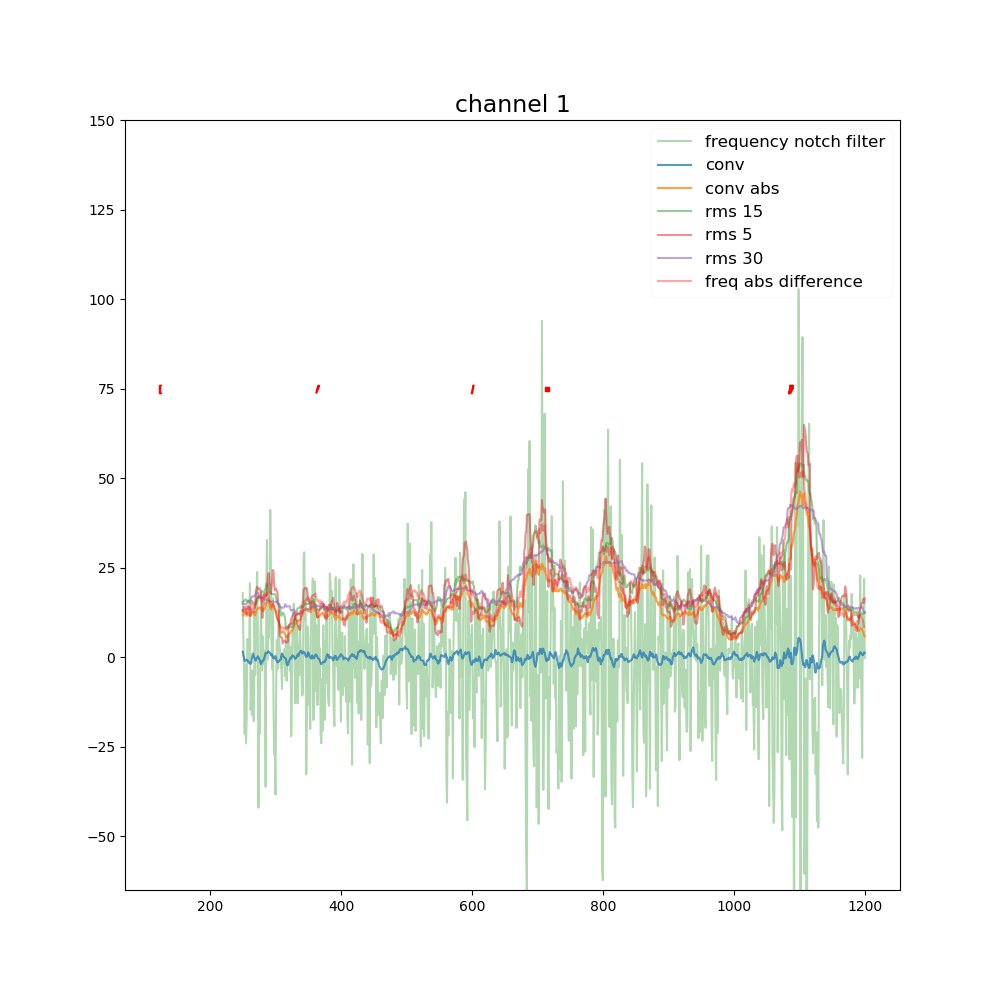 channel 1
150
125
100
75
50
25
0
−25
−50
200
400
600
800
1000
1200
frequency notch filter
conv
conv abs
rms 15
rms 5
rms 30
freq abs difference